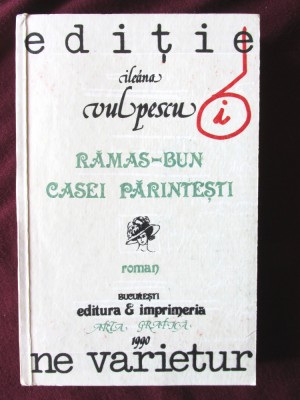 ediție
ileana
vulpescu
i
RĂMAS-BUN
CASEI PĂRINTEȘTI
roman
BUCUREȘTI
editura & imprimeria
ARTA GRAFICA
1990
ne varietur